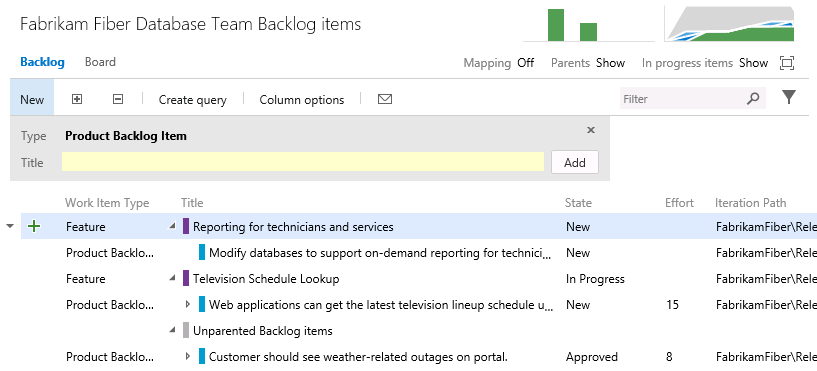 Fabrikam Fiber Database Team Backlog items
Backlog Board Mapping Off Parents Show In progress items Show
New Create query Column options Filter
Type Product Backlog Item
Title Add
Work Item Type Title State Effort Iteration Path
Feature Reporting for technicians and services New FabrikamFiber\Rele
Product Backlo... Modify databases to support on-demand reporting for technici... New FabrikamFiber\Rele
Feature Television Schedule Lookup In Progress FabrikamFiber\Rele
Product Backlo... Web applications can get the latest television lineup schedule u... New 15 FabrikamFiber\Rele
Unparented Backlog items
Product Backlo... Customer should see weather-related outages on portal. Approved 8 FabrikamFiber\Rele